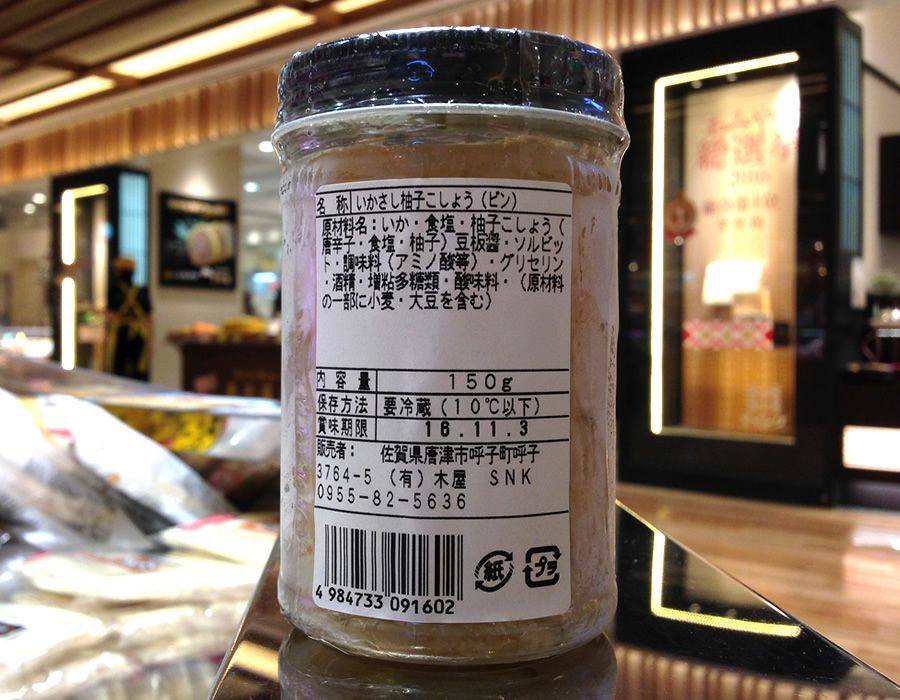 名 称 いかさし柚子こしょう（ビン）
原材料名：いか・食塩・柚子こしょう（
唐辛子・食塩・柚子）豆板醤・ソルビッ
ト・調味料（アミノ酸等）・グリセリン
・酒精・増粘多糖類・酸味料・（原材料
の一部に小麦・大豆を含む）
内容量 150g
保存方法 要冷蔵（10℃以下）
賞味期限 16.11.3
販売者： 佐賀県唐津市呼子町呼子
3764-5 （有）木屋 SNK
0955-82-5636
紙 プラ
4 984733 091602